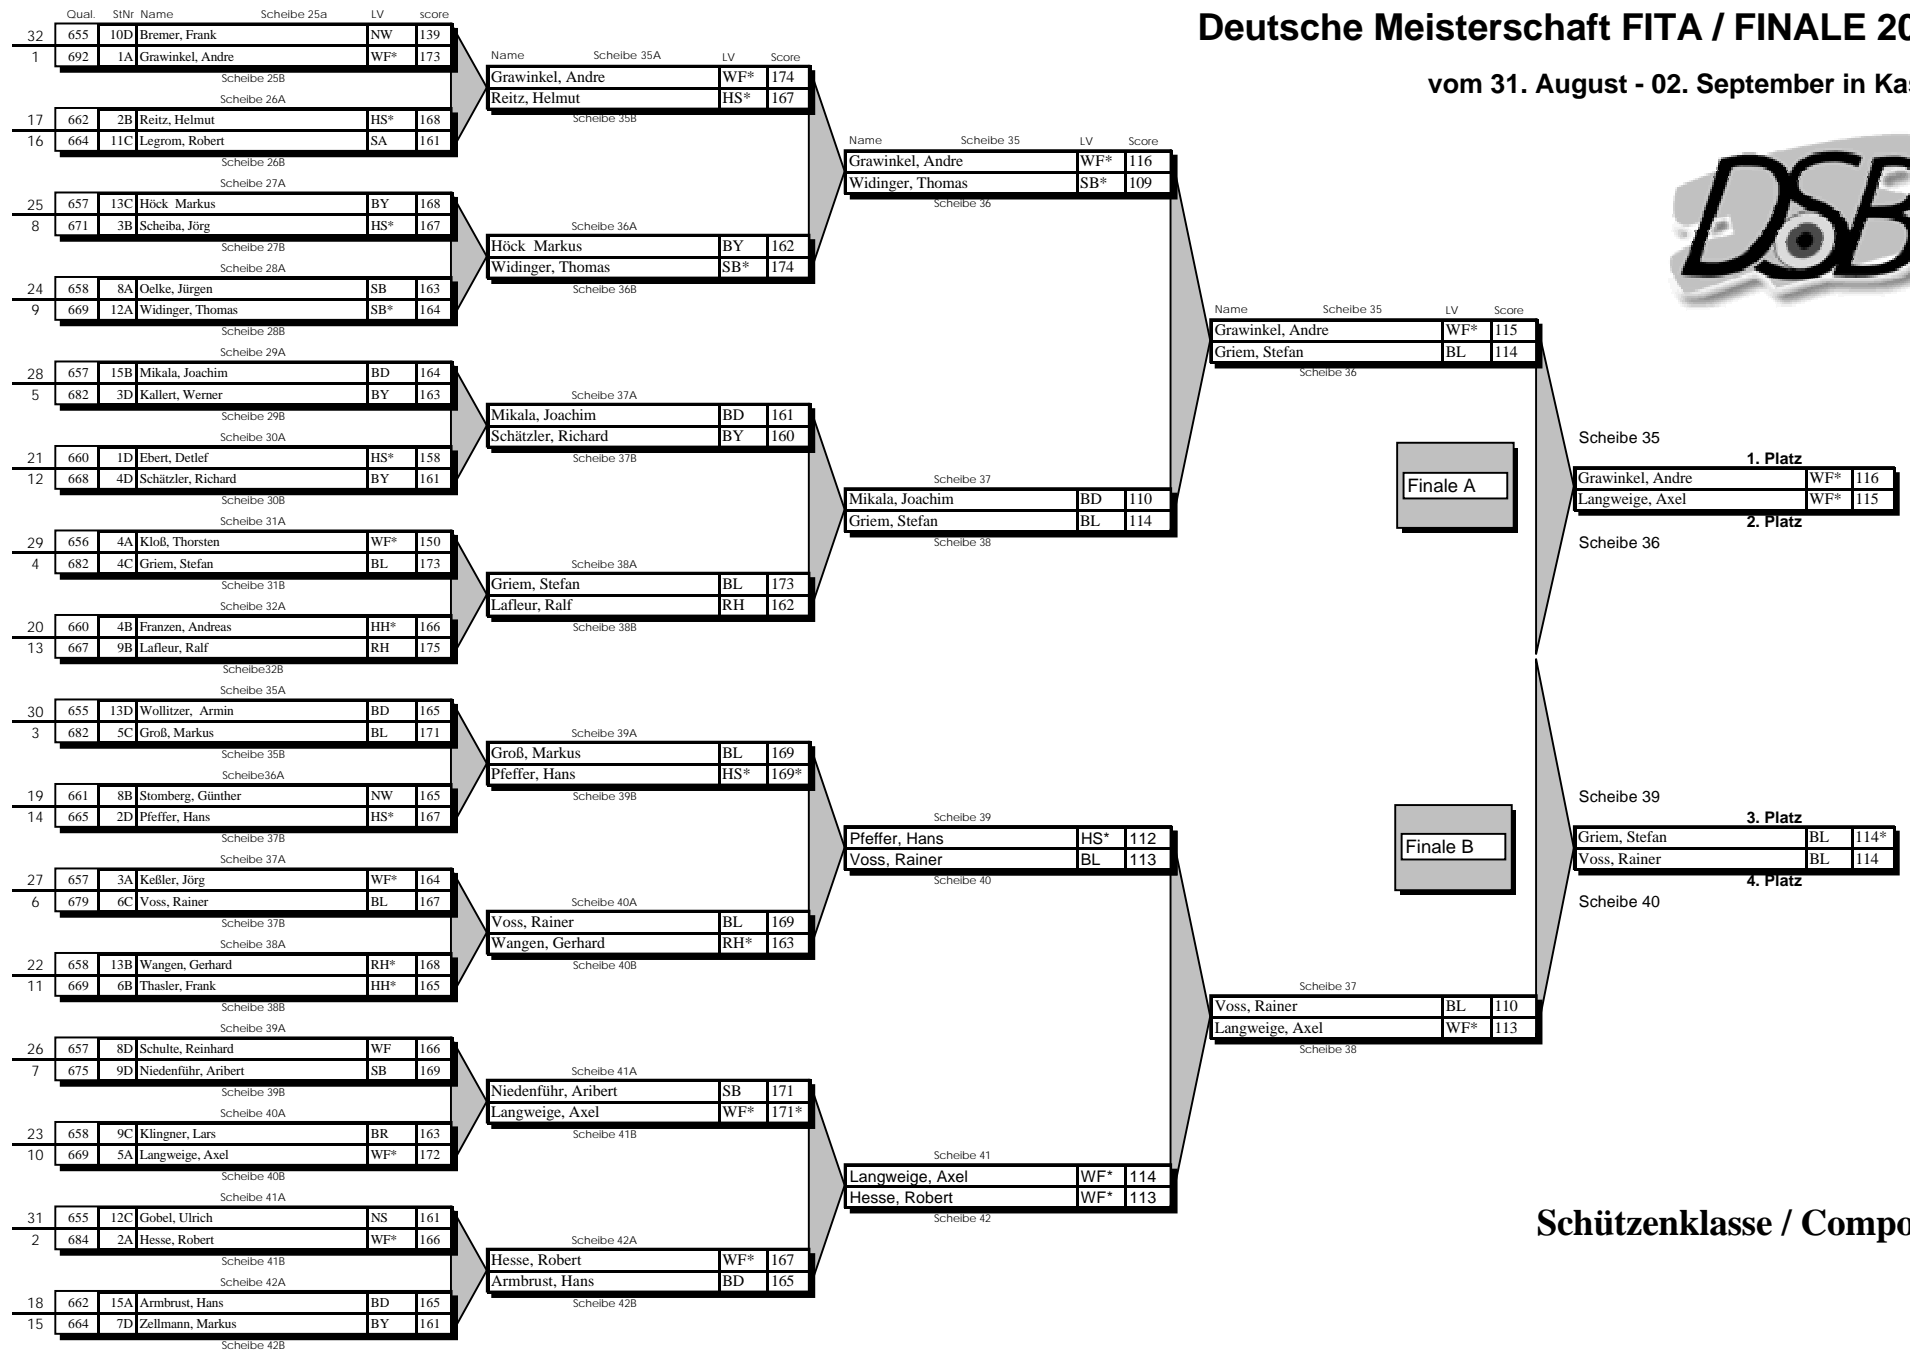 Deutsche Meisterschaft FITA / FINALE 20
vom 31. August - 02. September in Kas
DSB
Qual. StNr Name Scheibe 25a LV score
32 655 10D Bremer, Frank NW 139
1 692 1A Grawinkel, Andre WF* 173
Scheibe 25B
Scheibe 26A
17 662 2B Reitz, Helmut HS* 168
16 664 11C Legrom, Robert SA 161
Scheibe 26B
Scheibe 27A
25 657 13C Höck Markus BY 168
8 671 3B Scheiba, Jörg HS* 167
Scheibe 27B
Scheibe 28A
24 658 8A Oelke, Jürgen SB 163
9 669 12A Widinger, Thomas SB* 164
Scheibe 28B
Scheibe 29A
28 657 15B Mikala, Joachim BD 164
5 682 3D Kallert, Werner BY 163
Scheibe 29B
Scheibe 30A
21 660 1D Ebert, Detlef HS* 158
12 668 4D Schätzler, Richard BY 161
Scheibe 30B
Scheibe 31A
29 656 4A Kloß, Thorsten WF* 150
4 682 4C Griem, Stefan BL 173
Scheibe 31B
Scheibe 32A
20 660 4B Franzen, Andreas HH* 166
13 667 9B Lafleur, Ralf RH 175
Scheibe32B
Scheibe 35A
30 655 13D Wollitzer, Armin BD 165
3 682 5C Groß, Markus BL 171
Scheibe 35B
Scheibe36A
19 661 8B Stomberg, Günther NW 165
14 665 2D Pfeffer, Hans HS* 167
Scheibe 37B
Scheibe 37A
27 657 3A Keßler, Jörg WF* 164
6 679 6C Voss, Rainer BL 167
Scheibe 37B
Scheibe 38A
22 658 13B Wangen, Gerhard RH* 168
11 669 6B Thasler, Frank HH* 165
Scheibe 38B
Scheibe 39A
26 657 8D Schulte, Reinhard WF 166
7 675 9D Niedenführ, Aribert SB 169
Scheibe 39B
Scheibe 40A
23 658 9C Klingner, Lars BR 163
10 669 5A Langweige, Axel WF* 172
Scheibe 40B
Scheibe 41A
31 655 12C Gobel, Ulrich NS 161
2 684 2A Hesse, Robert WF* 166
Scheibe 41B
Scheibe 42A
18 662 15A Armbrust, Hans BD 165
15 664 7D Zellmann, Markus BY 161
Scheibe 42B
Name Scheibe 35A LV Score
Grawinkel, Andre WF* 174
Reitz, Helmut HS* 167
Scheibe 35B
Scheibe 36A
Höck Markus BY 162
Widinger, Thomas SB* 174
Scheibe 36B
Scheibe 37A
Mikala, Joachim BD 161
Schätzler, Richard BY 160
Scheibe 37B
Scheibe 38A
Griem, Stefan BL 173
Lafleur, Ralf RH 162
Scheibe 38B
Scheibe 39A
Groß, Markus BL 169
Pfeffer, Hans HS* 169*
Scheibe 39B
Scheibe 40A
Voss, Rainer BL 169
Wangen, Gerhard RH* 163
Scheibe 40B
Scheibe 41A
Niedenführ, Aribert SB 171
Langweige, Axel WF* 171*
Scheibe 41B
Scheibe 42A
Hesse, Robert WF* 167
Armbrust, Hans BD 165
Scheibe 42B
Name Scheibe 35 LV Score
Grawinkel, Andre WF* 116
Widinger, Thomas SB* 109
Scheibe 36
Scheibe 37
Mikala, Joachim BD 110
Griem, Stefan BL 114
Scheibe 38
Scheibe 39
Pfeffer, Hans HS* 112
Voss, Rainer BL 113
Scheibe 40
Scheibe 41
Langweige, Axel WF* 114
Hesse, Robert WF* 113
Scheibe 42
Name Scheibe 35 LV Score
Grawinkel, Andre WF* 115
Griem, Stefan BL 114
Scheibe 36
Scheibe 37
Voss, Rainer BL 110
Langweige, Axel WF* 113
Scheibe 38
Finale A
Scheibe 35
1. Platz
Grawinkel, Andre WF* 116
Langweige, Axel WF* 115
2. Platz
Scheibe 36
Finale B
Scheibe 39
3. Platz
Griem, Stefan BL 114*
Voss, Rainer BL 114
4. Platz
Scheibe 40
Schützenklasse / Compo